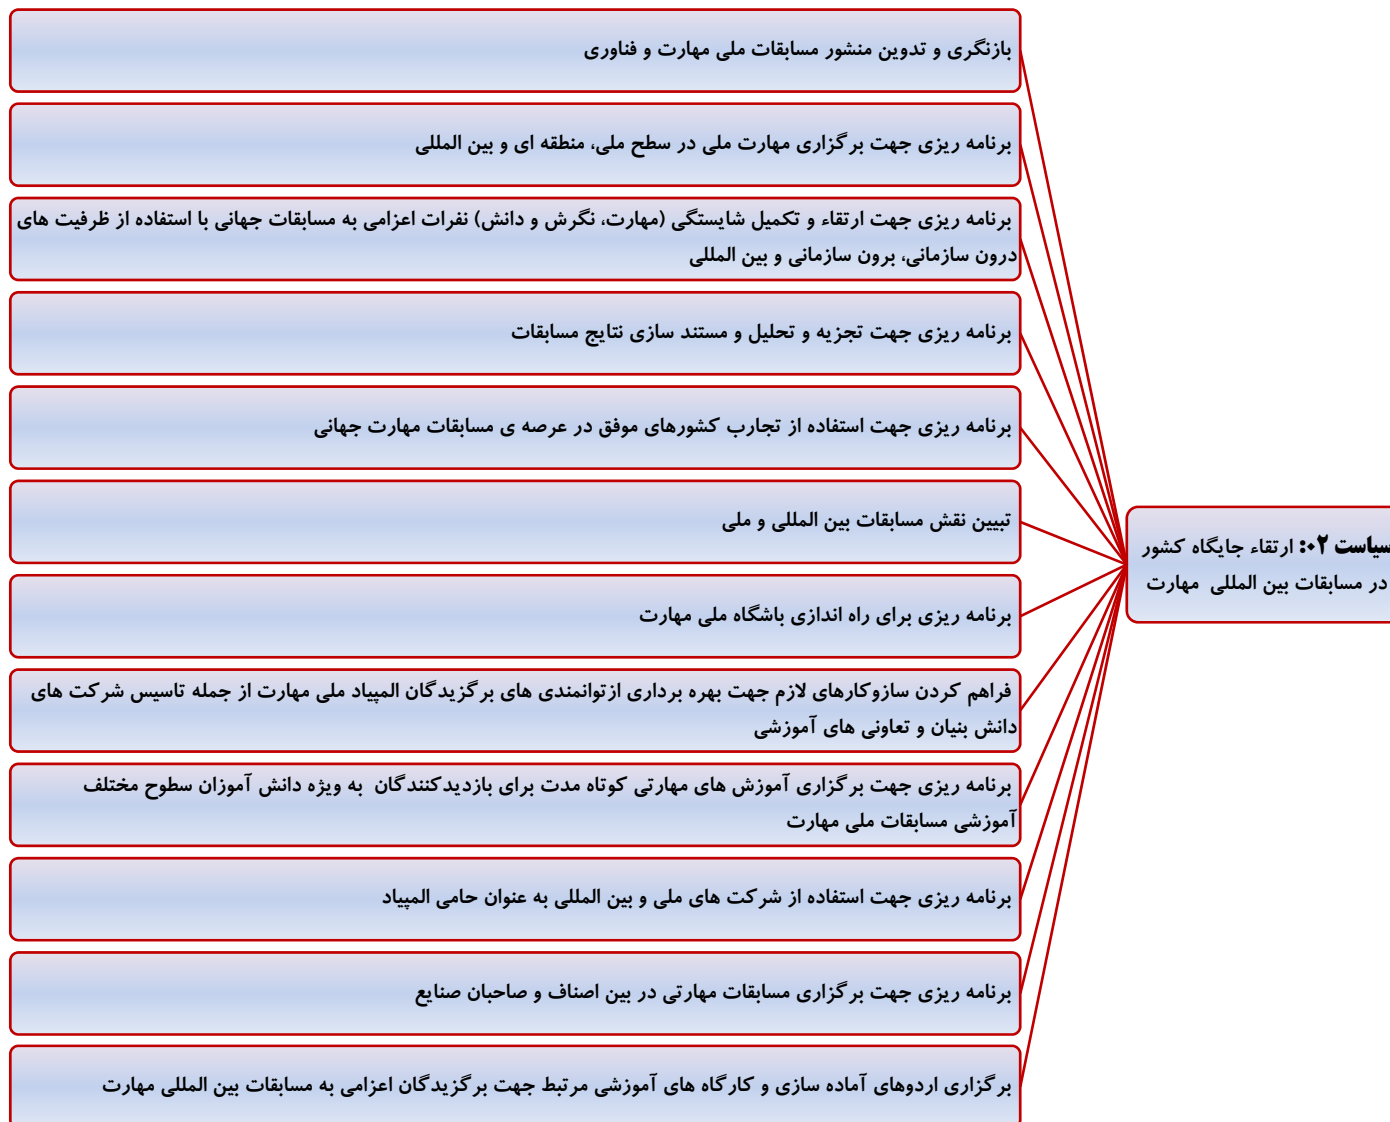 سیاست ۰۲: ارتقاء جایگاه کشور
در مسابقات بین المللی مهارت
بازنگری و تدوین منشور مسابقات ملی مهارت و فناوری
برنامه ریزی جهت برگزاری مهارت ملی در سطح ملی، منطقه ای و بین المللی
برنامه ریزی جهت ارتقاء و تکمیل شایستگی (مهارت، نگرش و دانش) نفرات اعزامی به مسابقات جهانی با استفاده از ظرفیت های
درون سازمانی، برون سازمانی و بین المللی
برنامه ریزی جهت تجزیه و تحلیل و مستند سازی نتایج مسابقات
برنامه ریزی جهت استفاده از تجارب کشورهای موفق در عرصه ی مسابقات مهارت جهانی
تبیین نقش مسابقات بین المللی و ملی
برنامه ریزی برای راه اندازی باشگاه ملی مهارت
فراهم کردن سازوکارهای لازم جهت بهره برداری ازتوانمندی های برگزیدگان المپیاد ملی مهارت از جمله تاسیس شرکت های
دانش بنیان و تعاونی های آموزشی
برنامه ریزی جهت برگزاری آموزش های مهارتی کوتاه مدت برای بازدیدکنندگان به ویژه دانش آموزان سطوح مختلف
آموزشی مسابقات ملی مهارت
برنامه ریزی جهت استفاده از شرکت های ملی و بین المللی به عنوان حامی المپیاد
برنامه ریزی جهت برگزاری مسابقات مهارتی در بین اصناف و صاحبان صنایع
برگزاری اردوهای آماده سازی و کارگاه های آموزشی مرتبط جهت برگزیدگان اعزامی به مسابقات بین المللی مهارت